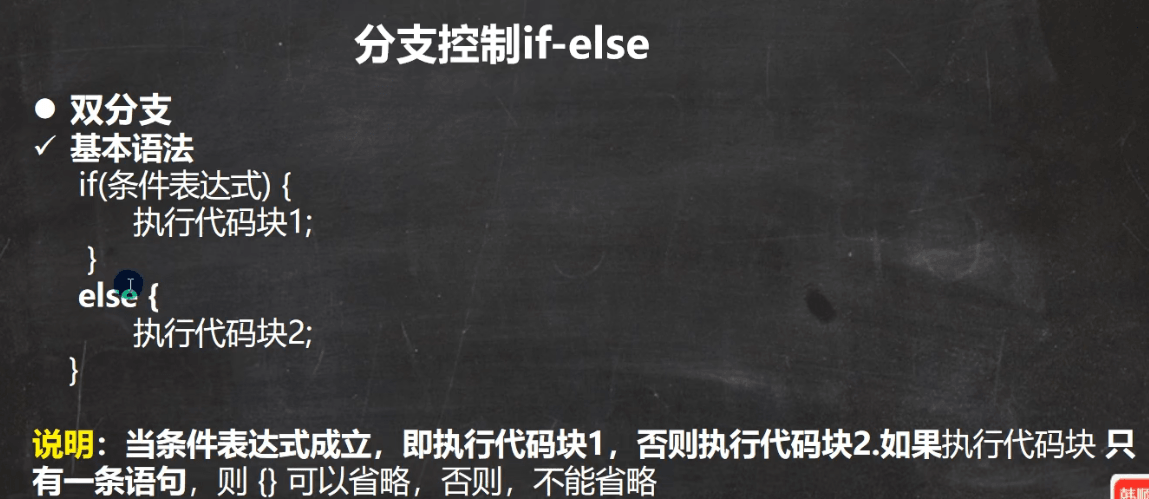 分支控制if-else
● 双分支
✓ 基本语法
if(条件表达式) {
执行代码块1;
}
else {
执行代码块2;
}
说明：当条件表达式成立，即执行代码块1，否则执行代码块2.如果执行代码块 只
有一条语句，则 {} 可以省略，否则，不能省略